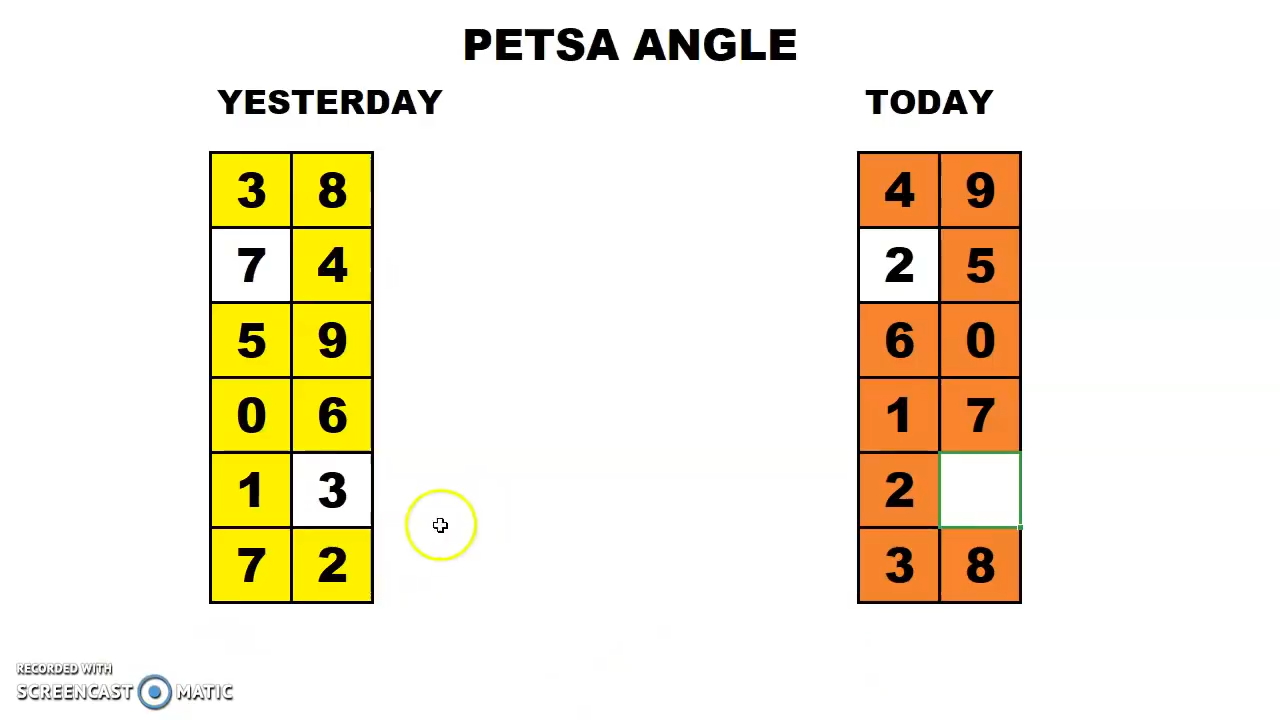 PETSA ANGLE
YESTERDAY
TODAY
3 8
7 4
5 9
0 6
1 3
7 2
4 9
2 5
6 0
1 7
2
3 8
RECORDED WITH
SCREENCAST MATIC